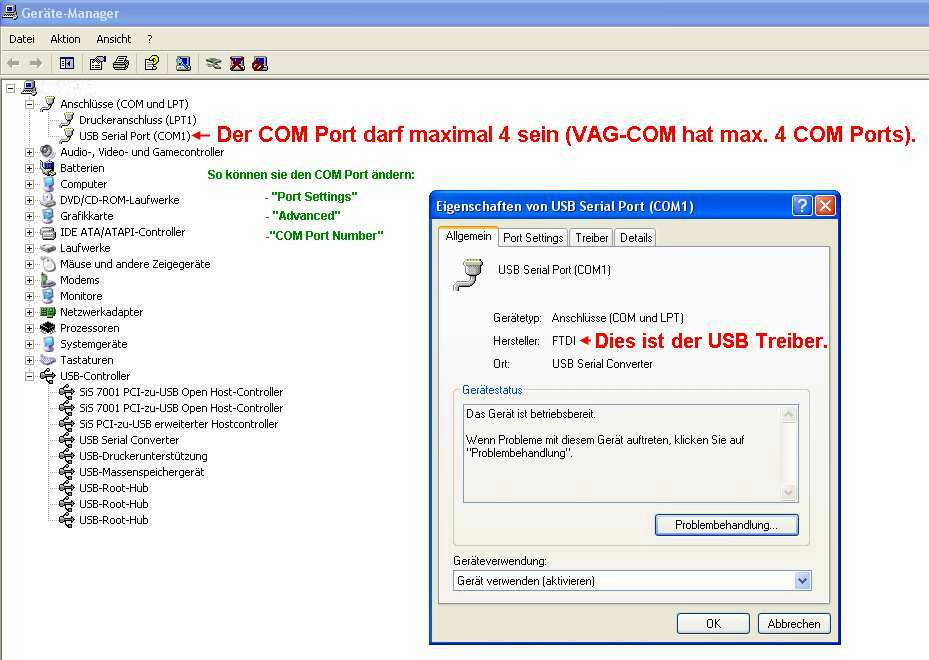 Geräte-Manager
Datei Aktion Ansicht ?
Anschlüsse (COM und LPT)
Druckeranschluss (LPT1)
USB Serial Port (COM1) Der COM Port darf maximal 4 sein (VAG-COM hat max. 4 COM Ports).
Audio-, Video- und Gamecontroller
Batterien
Computer
DVD/CD-ROM-Laufwerke
Grafikkarte
IDE ATA/ATAPI-Controller
Laufwerke
Mäuse und andere Zeigegeräte
Modems
Monitore
Netzwerkadapter
Prozessoren
Systemgeräte
Tastaturen
USB-Controller
SiS 7001 PCI-zu-USB Open Host-Controller
SiS 7001 PCI-zu-USB Open Host-Controller
SiS PCI-zu-USB erweiterter Hostcontroller
USB Serial Converter
USB-Druckerunterstützung
USB-Massenspeichergerät
USB-Root-Hub
USB-Root-Hub
USB-Root-Hub
So können sie den COM Port ändern:
- "Port Settings"
- "Advanced"
-"COM Port Number"
Eigenschaften von USB Serial Port (COM1)
Allgemein Port Settings Treiber Details
USB Serial Port (COM1)
Gerätetyp: Anschlüsse (COM und LPT)
Hersteller: FTDI Dies ist der USB Treiber.
Ort: USB Serial Converter
Gerätestatus
Das Gerät ist betriebsbereit.
Wenn Probleme mit diesem Gerät auftreten, klicken Sie auf
"Problembehandlung".
Problembehandlung...
Geräteverwendung:
Gerät verwenden (aktivieren)
OK Abbrechen